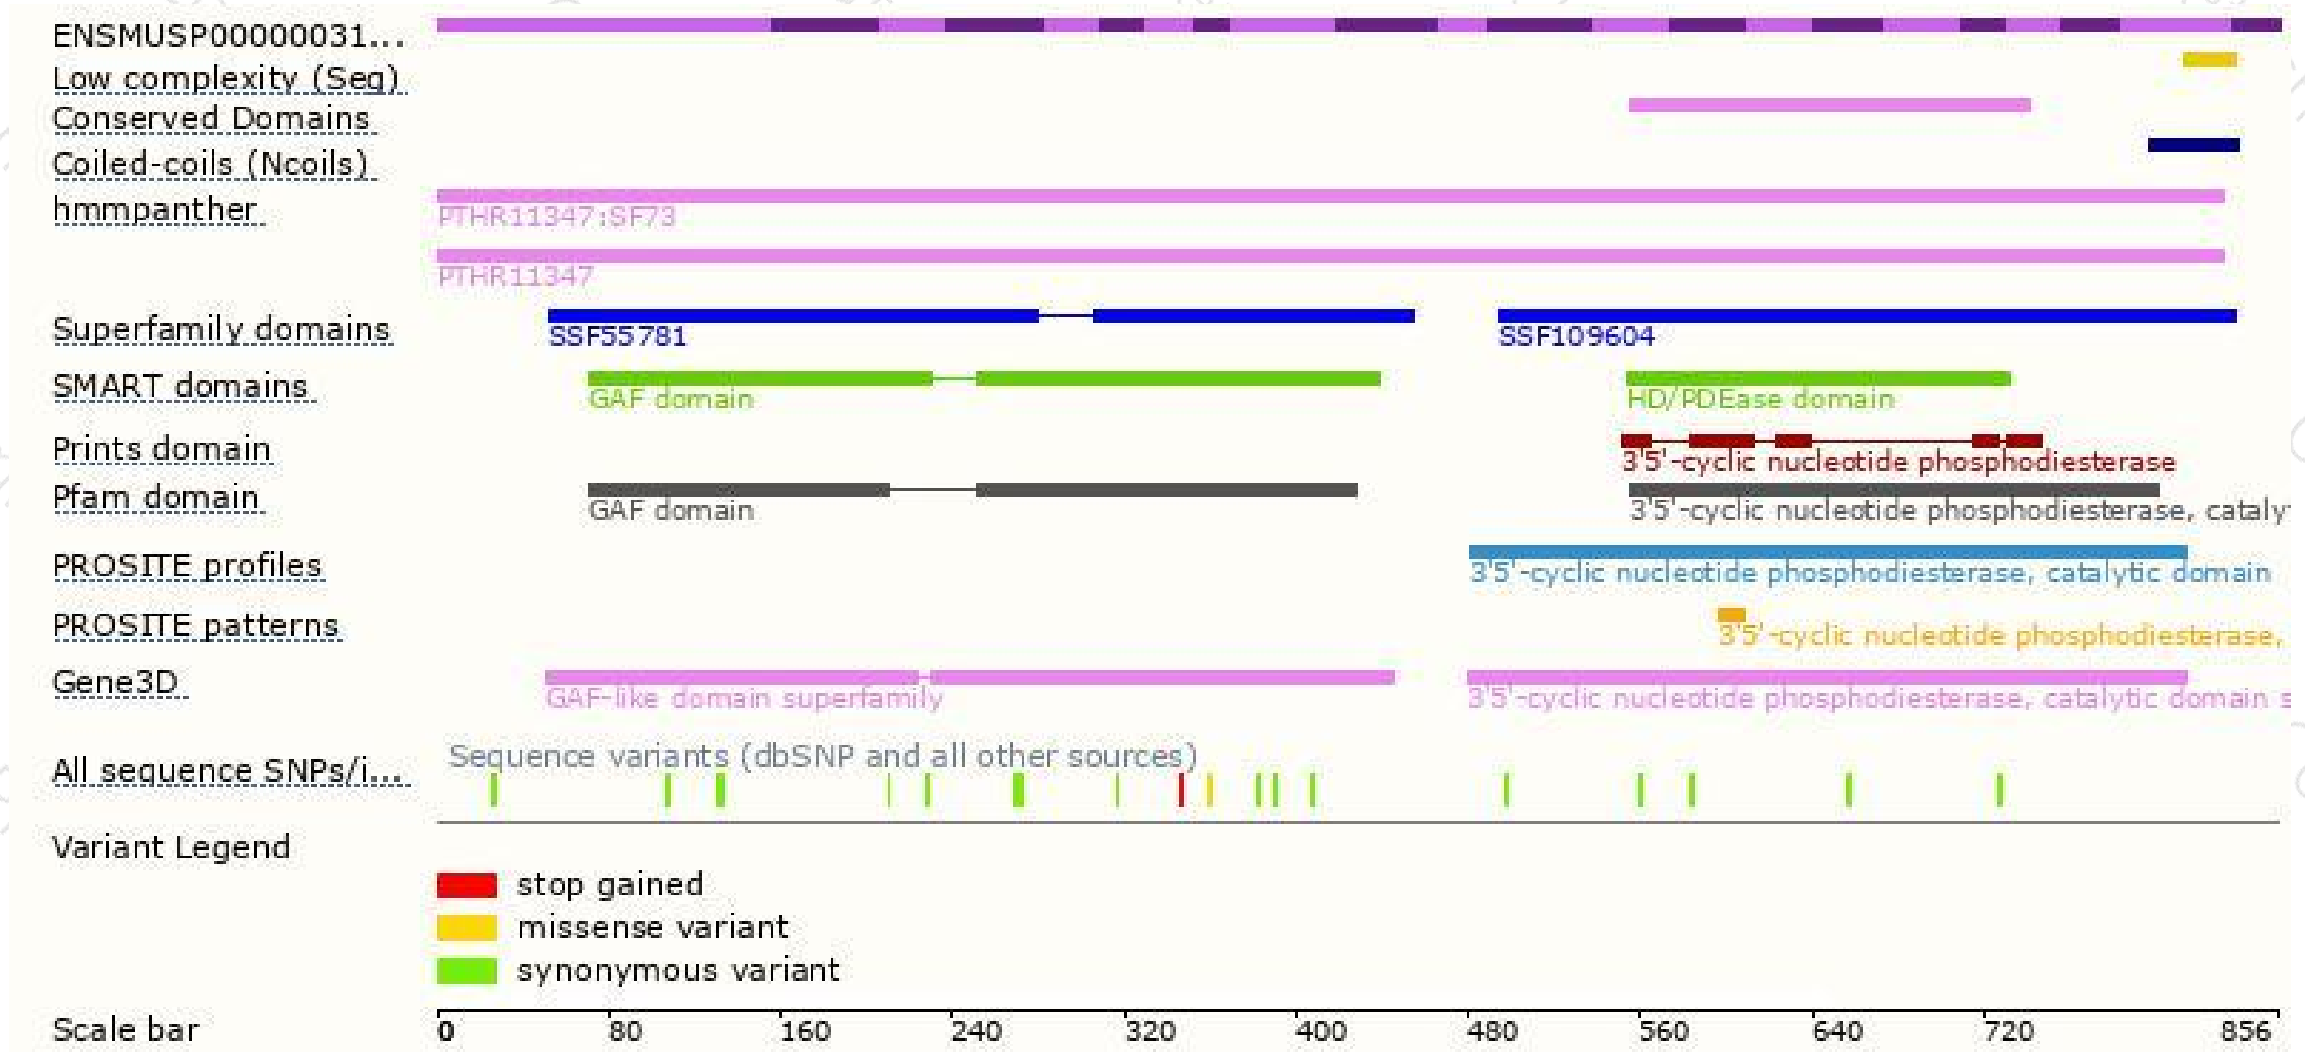 ENSMUSP00000031...
Low complexity (Seg)
Conserved Domains
Coiled-coils (Ncoils)
hmmpanther
PTHR11347:SF73
PTHR11347
Superfamily domains
SSF55781
SSF109604
SMART domains
GAF domain
HD/PDEase domain
Prints domain
3'5'-cyclic nucleotide phosphodiesterase
Pfam domain
GAF domain
3'5'-cyclic nucleotide phosphodiesterase, cataly
PROSITE profiles
3'5'-cyclic nucleotide phosphodiesterase, catalytic domain
PROSITE patterns
3'5'-cyclic nucleotide phosphodiesterase,
Gene3D
GAF-like domain superfamily
3'5'-cyclic nucleotide phosphodiesterase, catalytic domain s
Sequence variants (dbSNP and all other sources)
All sequence SNPs/i...
Variant Legend
stop gained
missense variant
synonymous variant
Scale bar
0 80 160 240 320 400 480 560 640 720 856